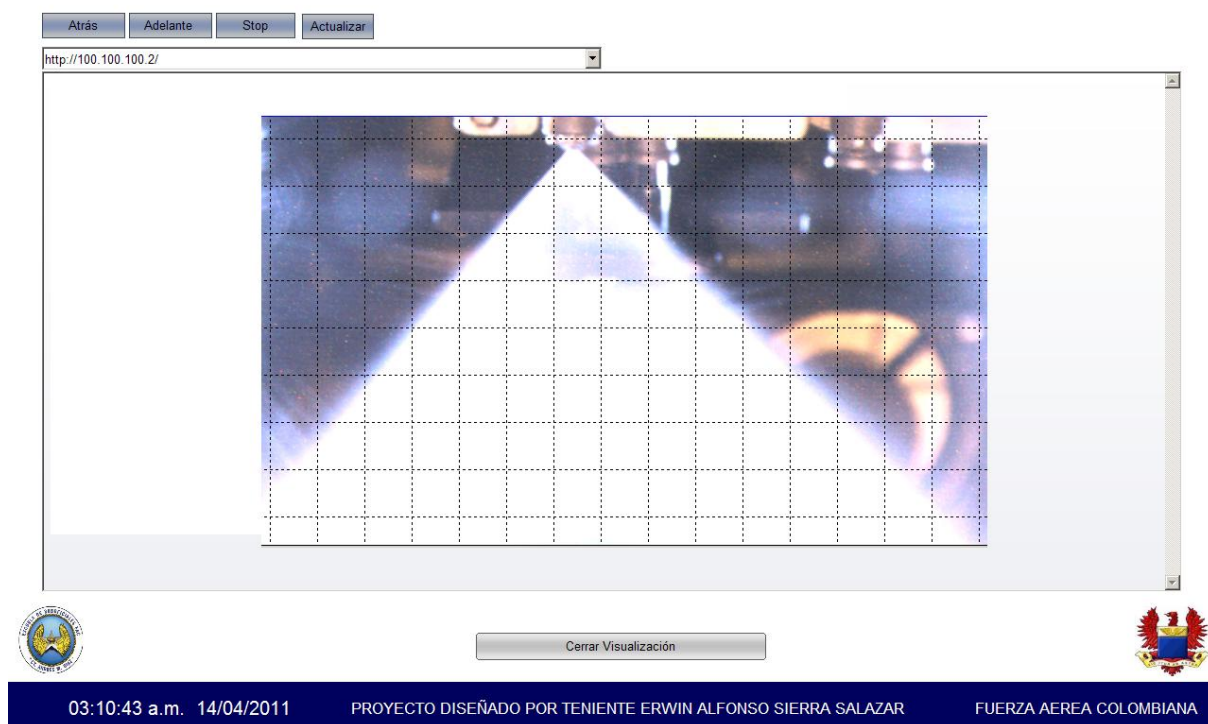 Atrás Adelante Stop Actualizar
http://100.100.100.2/
Cerrar Visualización
03:10:43 a.m. 14/04/2011 PROYECTO DISEÑADO POR TENIENTE ERWIN ALFONSO SIERRA SALAZAR FUERZA AEREA COLOMBIANA